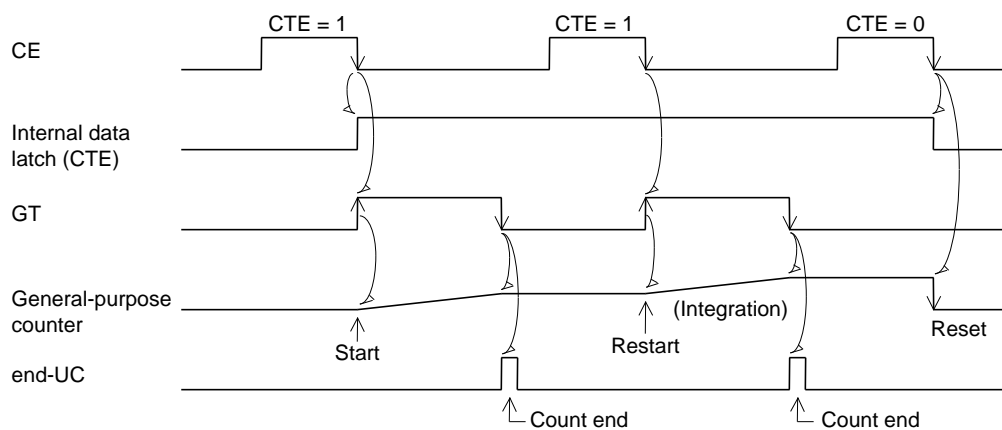 CTE = 1
CTE = 1
CTE = 0
CE
Internal data
latch (CTE)
GT
General-purpose
counter
(Integration)
Start
Restart
Reset
end-UC
Count end
Count end